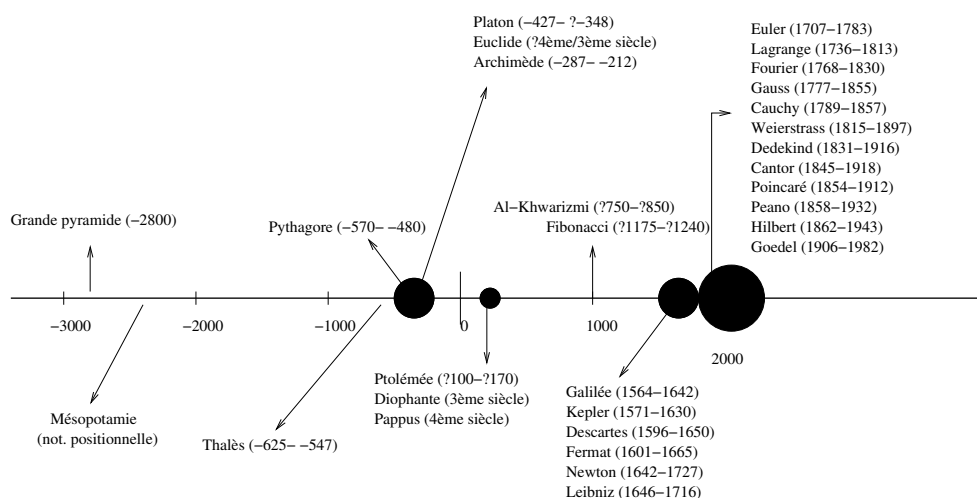 Platon (−427− ?−348)
Euclide (?4ème/3ème siècle)
Archimède (−287− −212)
Euler (1707−1783)
Lagrange (1736−1813)
Fourier (1768−1830)
Gauss (1777−1855)
Cauchy (1789−1857)
Weierstrass (1815−1897)
Dedekind (1831−1916)
Cantor (1845−1918)
Poincaré (1854−1912)
Peano (1858−1932)
Hilbert (1862−1943)
Goedel (1906−1982)
Grande pyramide (−2800)
Pythagore (−570− −480)
Al−Khwarizmi (?750−?850)
Fibonacci (?1175−?1240)
−3000
−2000
−1000
0
1000
2000
Mésopotamie
(not. positionnelle)
Thalès (−625− −547)
Ptolémée (?100−?170)
Diophante (3ème siècle)
Pappus (4ème siècle)
Galilée (1564−1642)
Kepler (1571−1630)
Descartes (1596−1650)
Fermat (1601−1665)
Newton (1642−1727)
Leibniz (1646−1716)